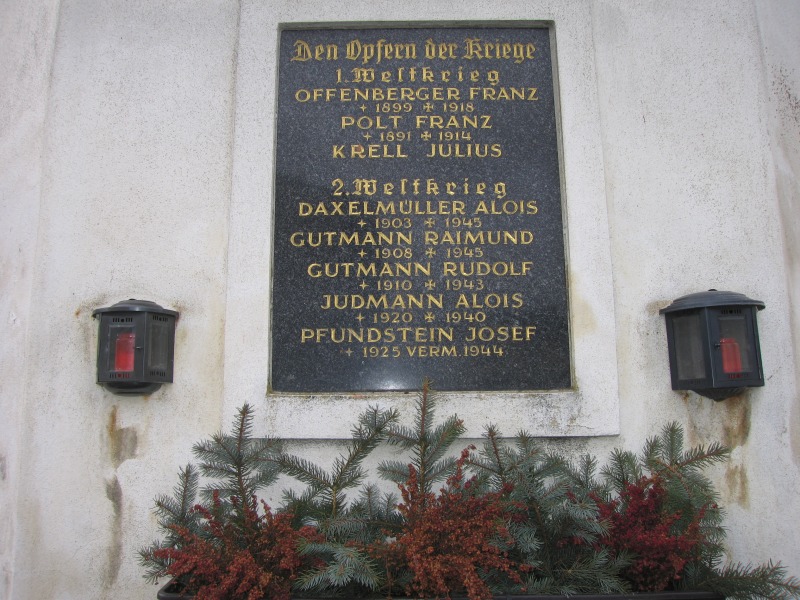 Den Opfern der Kriege
1. Weltkrieg
OFFENBERGER FRANZ
+ 1899 ✠ 1918
POLT FRANZ
+ 1891 ✠ 1914
KRELL JULIUS
2. Weltkrieg
DAXELMÜLLER ALOIS
+ 1903 ✠ 1945
GUTMANN RAIMUND
+ 1908 ✠ 1945
GUTMANN RUDOLF
+ 1910 ✠ 1943
JUDMANN ALOIS
+ 1920 ✠ 1940
PFUNDSTEIN JOSEF
+ 1925 VERM. 1944